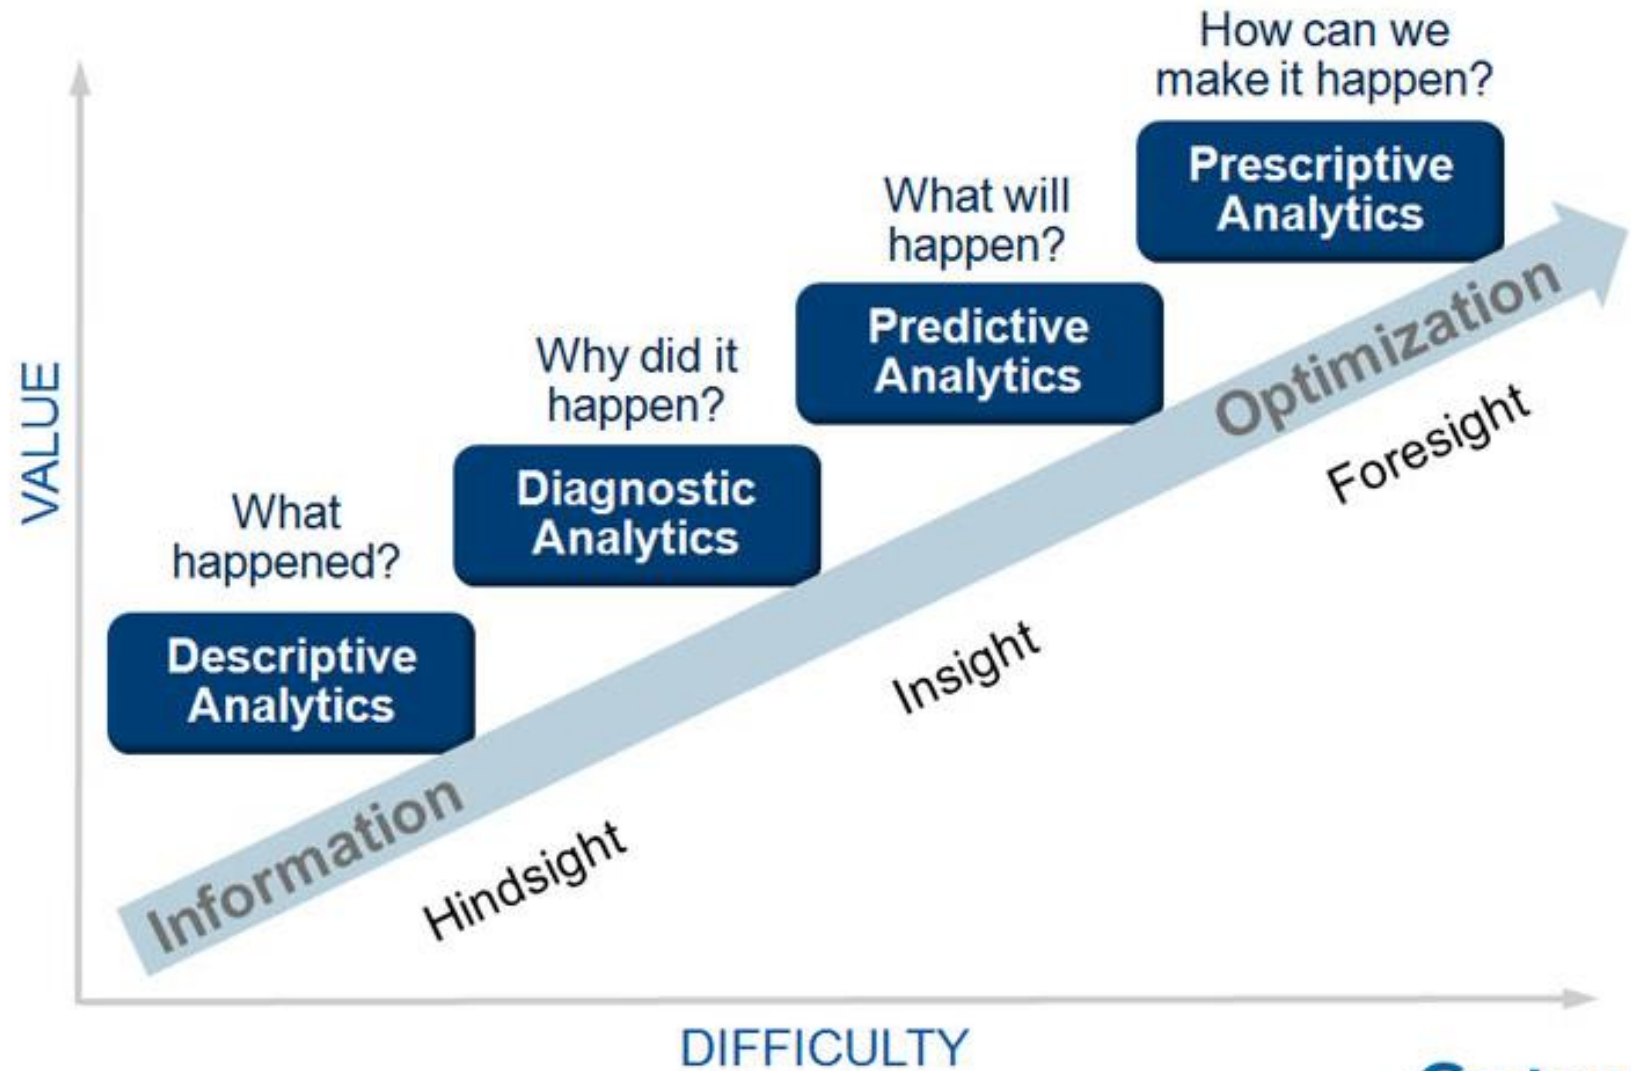 How can we
make it happen?
Prescriptive
Analytics
What will
happen?
Predictive
Analytics
Why did it
happen?
Diagnostic
Analytics
What
happened?
Descriptive
Analytics
Information
Optimization
Hindsight
Insight
Foresight
VALUE
DIFFICULTY